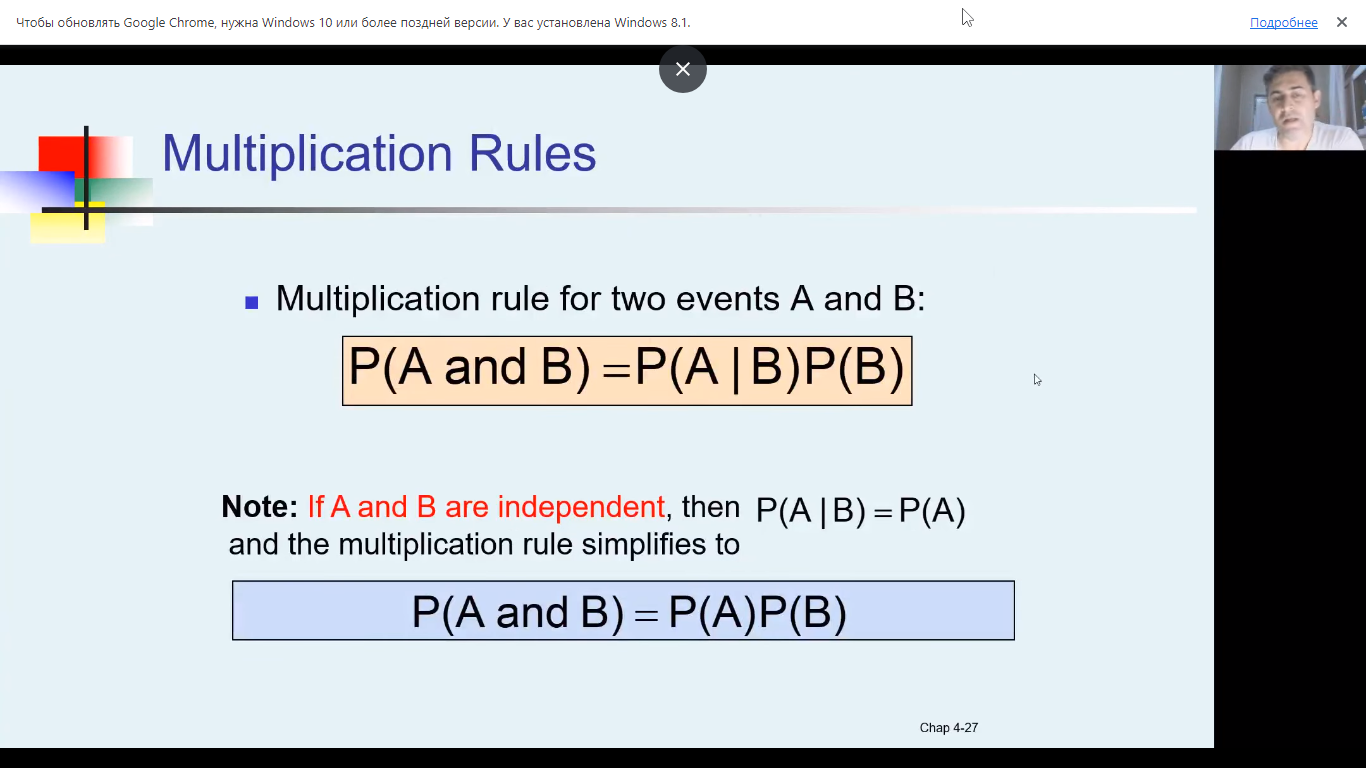 Чтобы обновлять Google Chrome, нужна Windows 10 или более поздней версии. У вас установлена Windows 8.1.
Подробнее
Multiplication Rules
Multiplication rule for two events A and B:
P(A and B) =P(A | B)P(B)
Note: If A and B are independent, then P(A | B) = P(A)
and the multiplication rule simplifies to
P(A and B) = P(A)P(B)
Chap 4-27